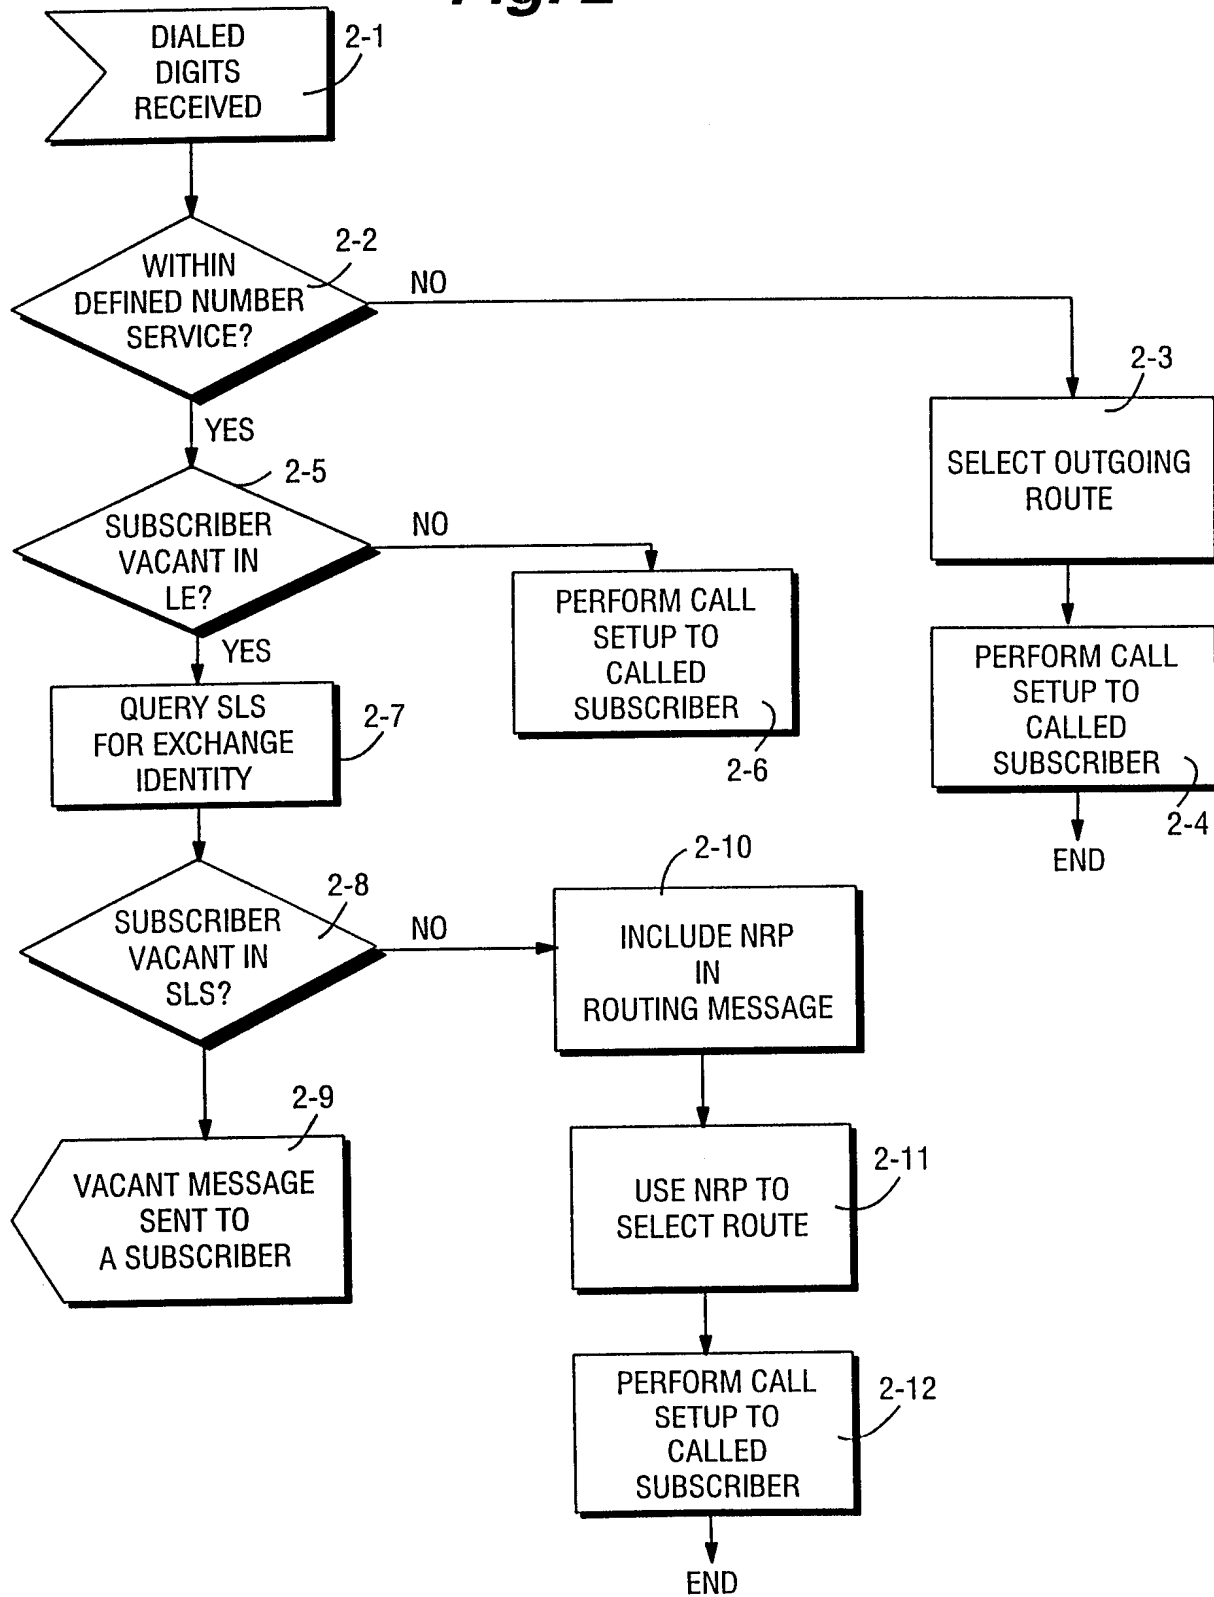 DIALED
DIGITS
RECEIVED
2-1
2-2
WITHIN
DEFINED NUMBER
SERVICE?
NO
YES
2-3
SELECT OUTGOING
ROUTE
2-5
SUBSCRIBER
VACANT IN
LE?
NO
YES
PERFORM CALL
SETUP TO
CALLED
SUBSCRIBER
2-6
PERFORM CALL
SETUP TO
CALLED
SUBSCRIBER
2-4
END
QUERY SLS
FOR EXCHANGE
IDENTITY
2-7
2-8
SUBSCRIBER
VACANT IN
SLS?
NO
2-10
INCLUDE NRP
IN
ROUTING MESSAGE
2-9
VACANT MESSAGE
SENT TO
A SUBSCRIBER
2-11
USE NRP TO
SELECT ROUTE
2-12
PERFORM CALL
SETUP TO
CALLED
SUBSCRIBER
END